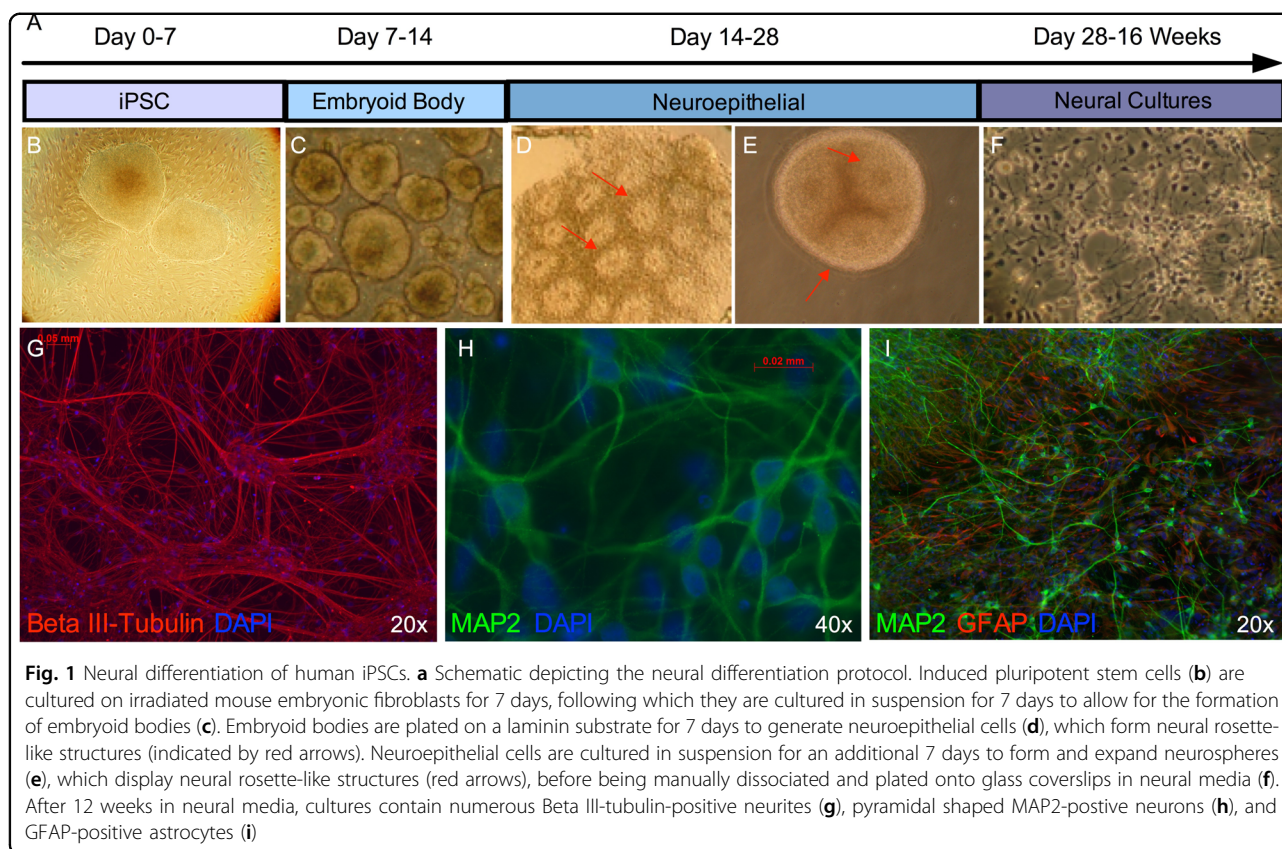 A
Day 0-7 Day 7-14 Day 14-28 Day 28-16 Weeks
iPSC Embryoid Body Neuroepithelial Neural Cultures
B C D E F
G 0.05 mm H 0.02 mm I
Beta III-Tubulin DAPI 20x MAP2 DAPI 40x MAP2 GFAP DAPI 20x
Fig. 1 Neural differentiation of human iPSCs. a Schematic depicting the neural differentiation protocol. Induced pluripotent stem cells (b) are
cultured on irradiated mouse embryonic fibroblasts for 7 days, following which they are cultured in suspension for 7 days to allow for the formation
of embryoid bodies (c). Embryoid bodies are plated on a laminin substrate for 7 days to generate neuroepithelial cells (d), which form neural rosette-
like structures (indicated by red arrows). Neuroepithelial cells are cultured in suspension for an additional 7 days to form and expand neurospheres
(e), which display neural rosette-like structures (red arrows), before being manually dissociated and plated onto glass coverslips in neural media (f).
After 12 weeks in neural media, cultures contain numerous Beta III-tubulin-positive neurites (g), pyramidal shaped MAP2-postive neurons (h), and
GFAP-positive astrocytes (i)